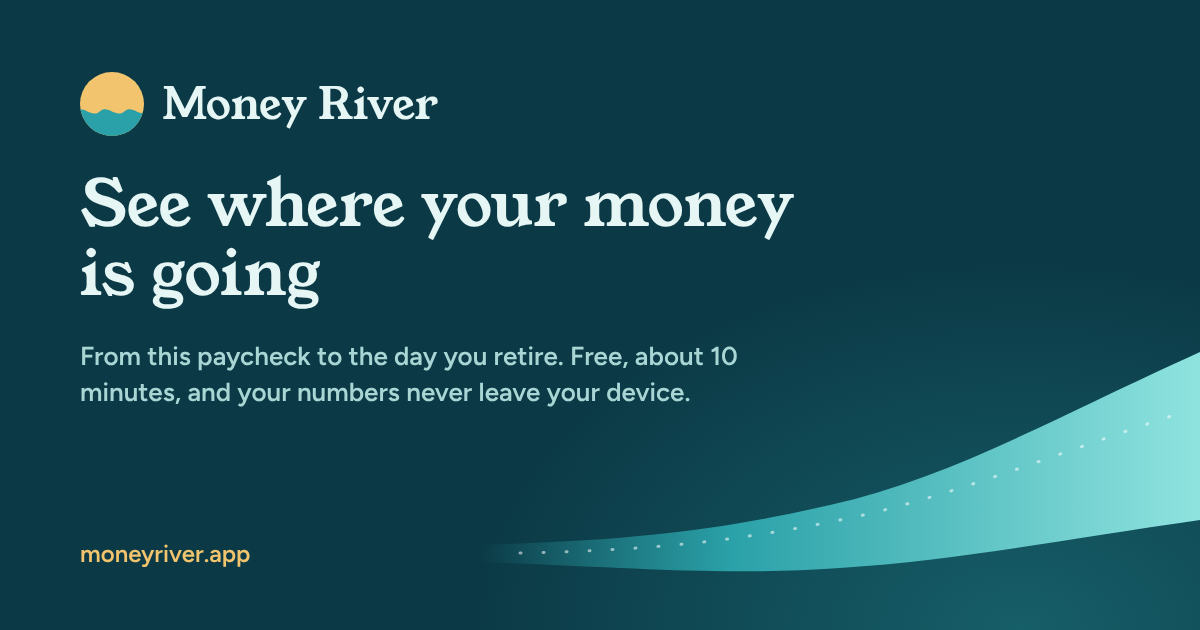 Money River
See where your money
is going
From this paycheck to the day you retire. Free, about 10
minutes, and your numbers never leave your device.
moneyriver.app